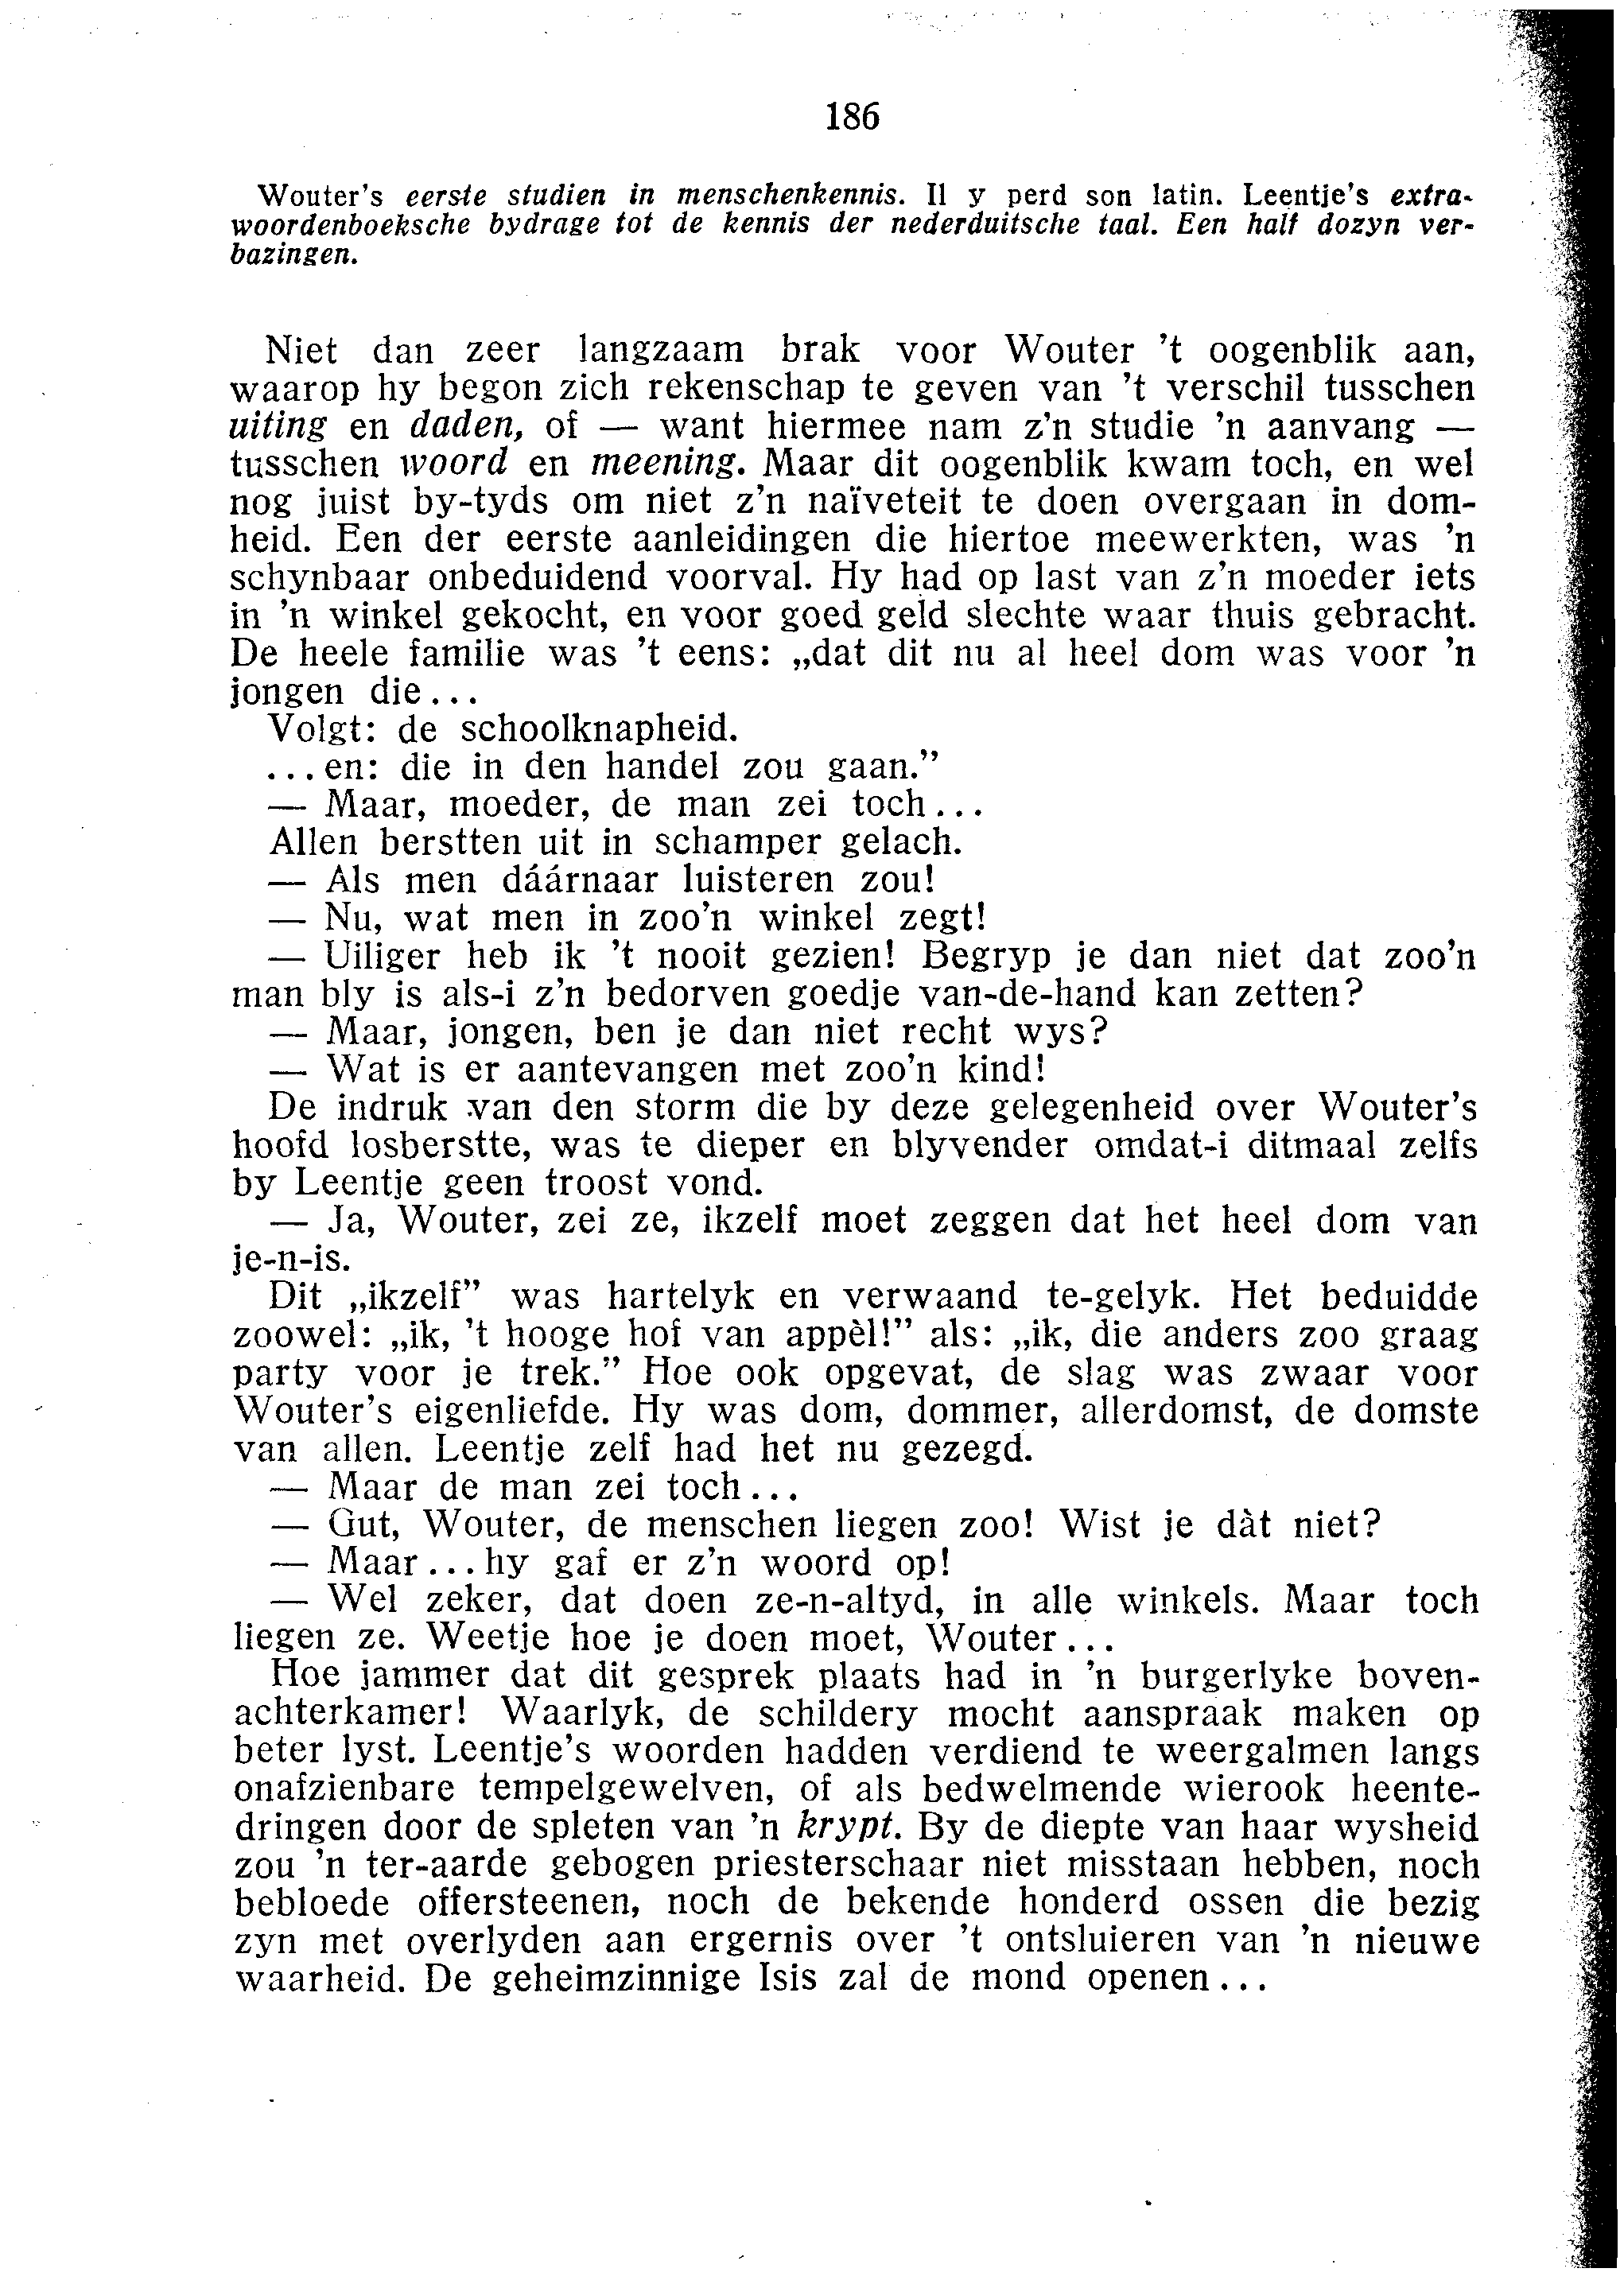 186
Wouter's eerste studien in menschenkennis. Il y perd son latin. Leentje's extra-
woordenboeksche bydrage tot de kennis der nederduitsche taal. Een half dozyn ver-
bazingen.
Niet dan zeer langzaam brak voor Wouter 't oogenblik aan,
waarop hy begon zich rekenschap te geven van 't verschil tusschen
uiting en daden, of — want hiermee nam z'n studie 'n aanvang —
tusschen woord en meening. Maar dit oogenblik kwam toch, en wel
nog juist by-tyds om niet z'n naïveteit te doen overgaan in dom-
heid. Een der eerste aanleidingen die hiertoe meewerkten, was 'n
schynbaar onbeduidend voorval. Hy had op last van z'n moeder iets
in 'n winkel gekocht, en voor goed geld slechte waar thuis gebracht.
De heele familie was 't eens: „dat dit nu al heel dom was voor 'n
jongen die...
Volgt: de schoolknapheid.
...en: die in den handel zou gaan.”
— Maar, moeder, de man zei toch...
Allen berstten uit in schamper gelach.
— Als men dáárnaar luisteren zou!
— Nu, wat men in zoo'n winkel zegt!
— Uiliger heb ik 't nooit gezien! Begryp je dan niet dat zoo'n
man bly is als-i z'n bedorven goedje van-de-hand kan zetten?
— Maar, jongen, ben je dan niet recht wys?
— Wat is er aantevangen met zoo'n kind!
De indruk van den storm die by deze gelegenheid over Wouter's
hoofd losberstte, was te dieper en blyvender omdat-i ditmaal zelfs
by Leentje geen troost vond.
— Ja, Wouter, zei ze, ikzelf moet zeggen dat het heel dom van
je-n-is.
Dit „ikzelf” was hartelyk en verwaand te-gelyk. Het beduidde
zoowel: „ik, 't hooge hof van appèl!” als: „ik, die anders zoo graag
party voor je trek.” Hoe ook opgevat, de slag was zwaar voor
Wouter's eigenliefde. Hy was dom, dommer, allerdomst, de domste
van allen. Leentje zelf had het nu gezegd.
— Maar de man zei toch...
— Gut, Wouter, de menschen liegen zoo! Wist je dàt niet?
— Maar...hy gaf er z'n woord op!
— Wel zeker, dat doen ze-n-altyd, in alle winkels. Maar toch
liegen ze. Weetje hoe je doen moet, Wouter...
Hoe jammer dat dit gesprek plaats had in 'n burgerlyke boven-
achterkamer! Waarlyk, de schildery mocht aanspraak maken op
beter lyst. Leentje's woorden hadden verdiend te weergalmen langs
onafzienbare tempelgewelven, of als bedwelmende wierook heente-
dringen door de spleten van 'n krypt. By de diepte van haar wysheid
zou 'n ter-aarde gebogen priesterschaar niet misstaan hebben, noch
bebloede offersteenen, noch de bekende honderd ossen die bezig
zyn met overlyden aan ergernis over 't ontsluieren van 'n nieuwe
waarheid. De geheimzinnige Isis zal de mond openen...